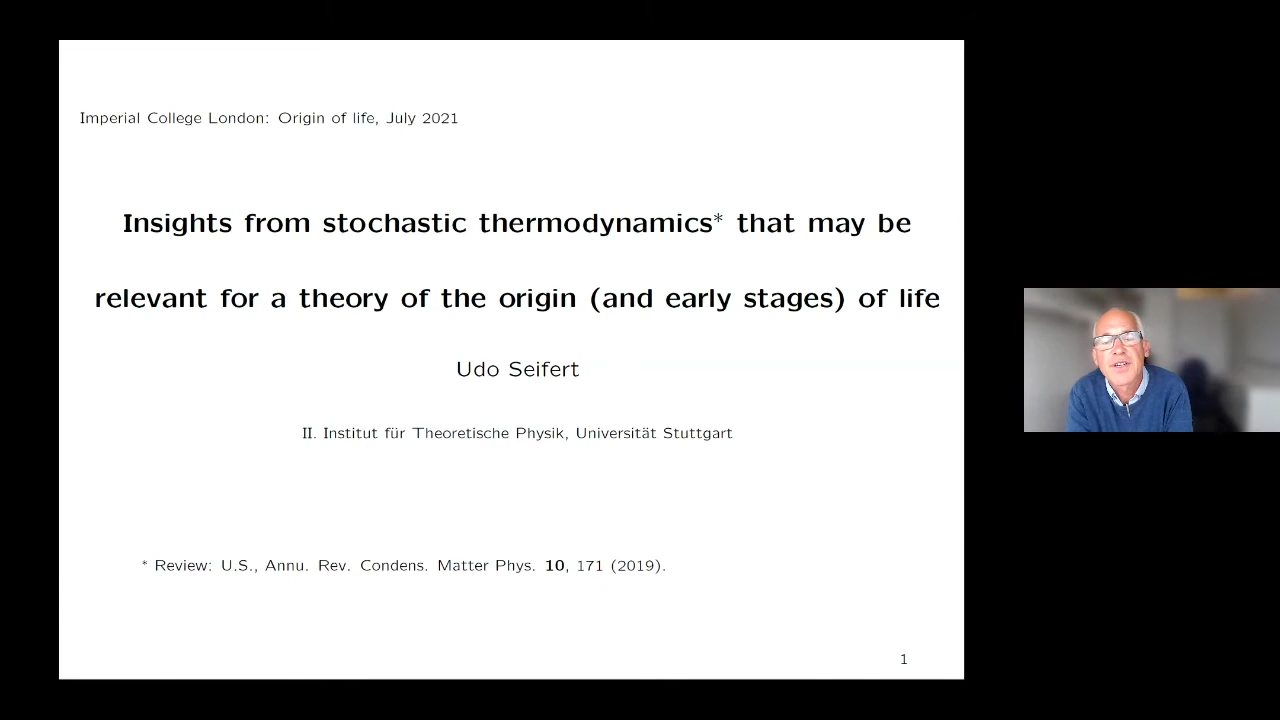 Imperial College London: Origin of life, July 2021
Insights from stochastic thermodynamics* that may be
relevant for a theory of the origin (and early stages) of life
Udo Seifert
II. Institut für Theoretische Physik, Universität Stuttgart
* Review: U.S., Annu. Rev. Condens. Matter Phys. 10, 171 (2019).
1